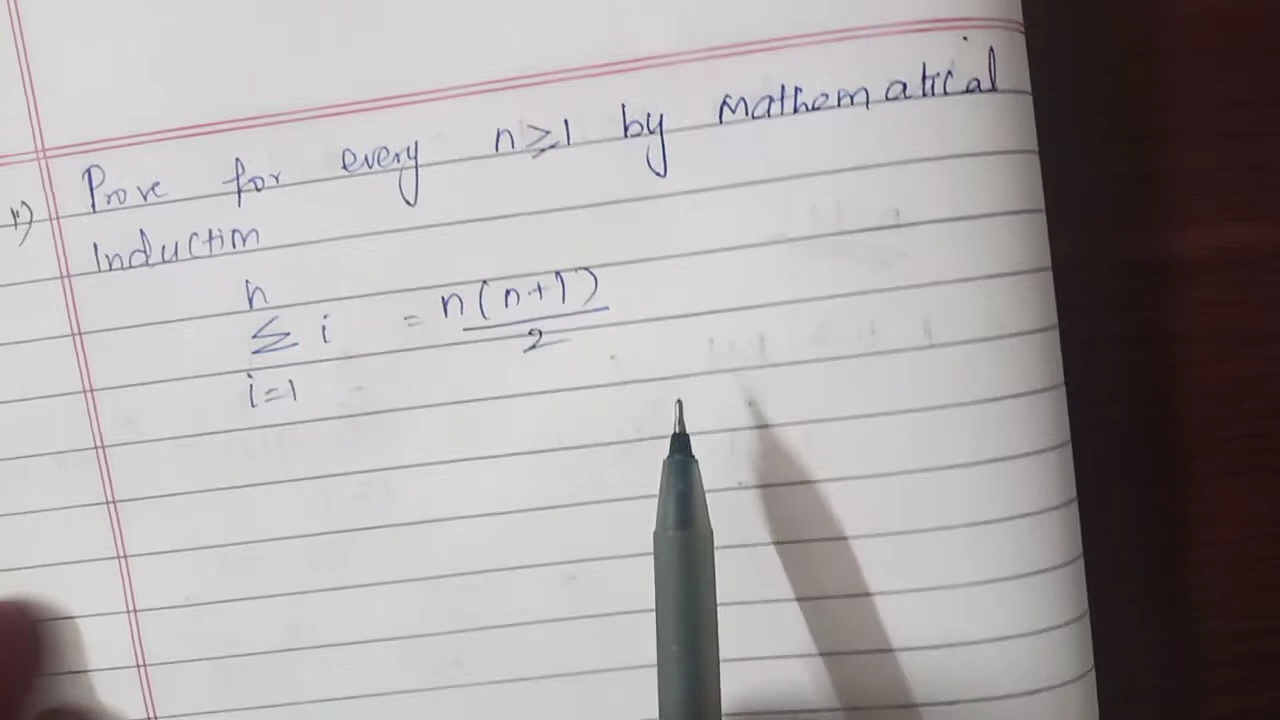 1) Prove for every n≥1 by Mathematical
Induction
n
∑ i = n(n+1)
2
i=1